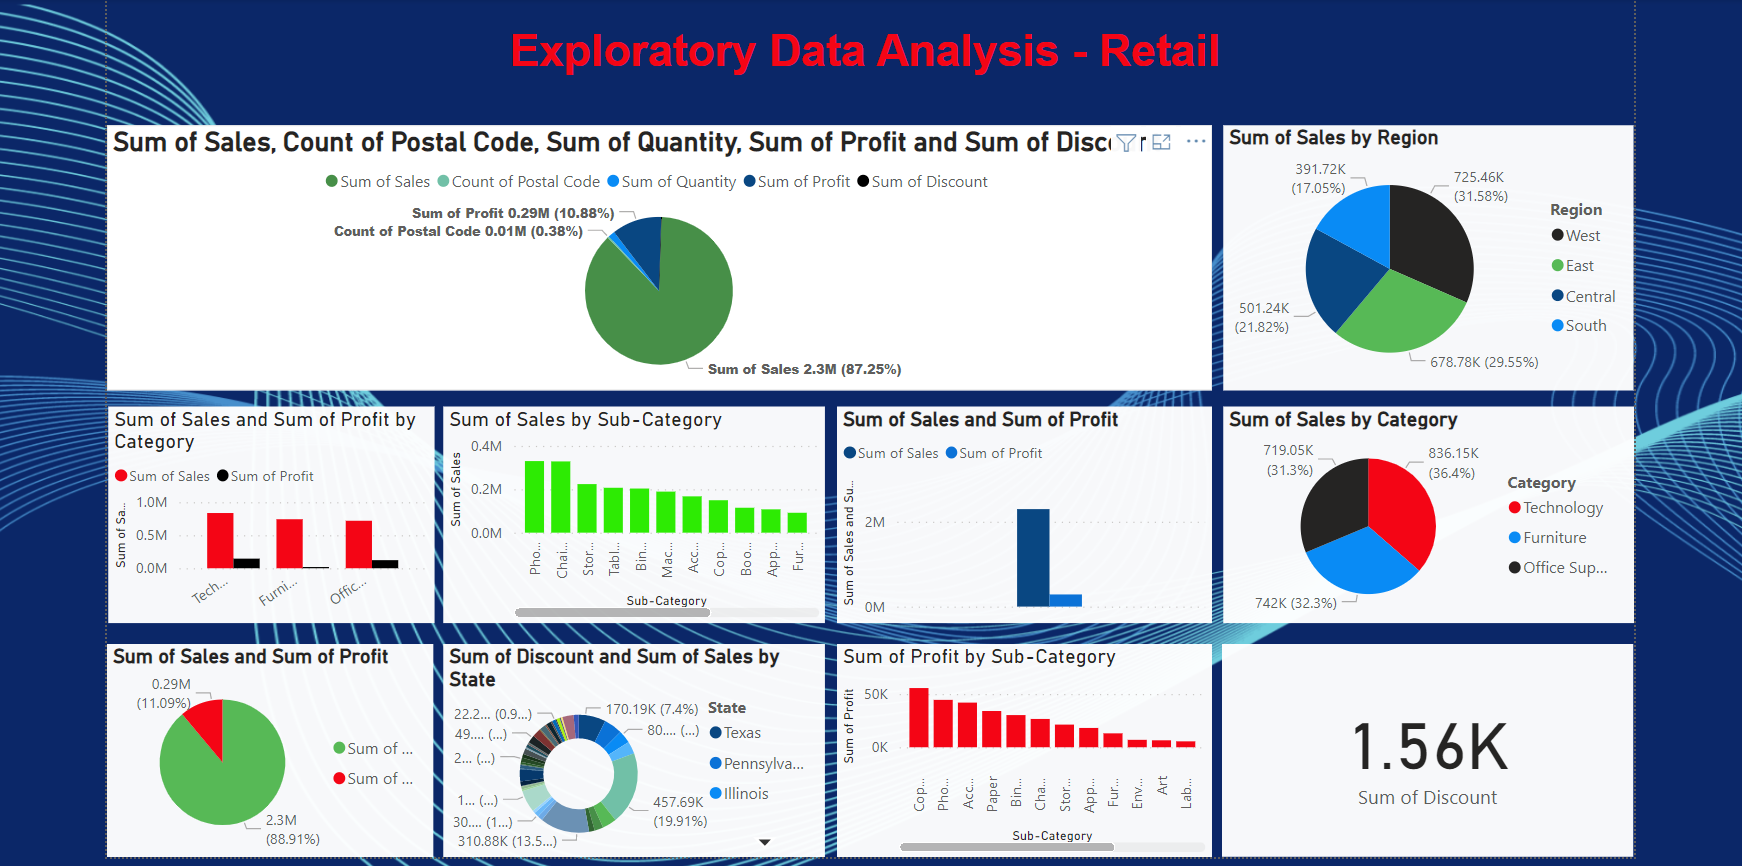 Exploratory Data Analysis - Retail
Sum of Sales, Count of Postal Code, Sum of Quantity, Sum of Profit and Sum of
Sum of Sales
Count of Postal Code
Sum of Quantity
Sum of Profit
Sum of Discount
Sum of Profit 0.29M (10.88%)
Count of Postal Code 0.01M (0.38%)
Sum of Sales 2.3M (87.25%)
Sum of Sales by Region
391.72K
(17.05%)
725.46K
(31.58%)
501.24K
(21.82%)
678.78K (29.55%)
Region
West
East
Central
South
Sum of Sales and Sum of Profit by
Category
Sum of Sales
Sum of Profit
Sum of Sa...
1.0M
0.5M
0.0M
Tech...
Furni...
Offic...
Sum of Sales by Sub-Category
Sum of Sales
0.4M
0.2M
0.0M
Pho...
Chai...
Stor...
Tabl...
Bin...
Mac...
Acc...
Cop...
Boo...
App...
Fur...
Sub-Category
Sum of Sales and Sum of Profit
Sum of Sales
Sum of Profit
Sum of Sales and Su...
2M
0M
Sum of Sales by Category
719.05K
(31.3%)
836.15K
(36.4%)
742K (32.3%)
Category
Technology
Furniture
Office Sup...
Sum of Sales and Sum of Profit
0.29M
(11.09%)
2.3M
(88.91%)
Sum of ...
Sum of ...
Sum of Discount and Sum of Sales by
State
22.2... (0.9...)
49.... (...)
2... (...)
1... (...)
30.... (1...)
310.88K (13.5...)
170.19K (7.4%)
80.... (...)
457.69K
(19.91%)
State
Texas
Pennsylva...
Illinois
Sum of Profit by Sub-Category
Sum of Profit
50K
0K
Cop...
Pho...
Acc...
Paper
Bin...
Cha...
Stor...
App...
Fur...
Env...
Art
Lab...
Sub-Category
1.56K
Sum of Discount